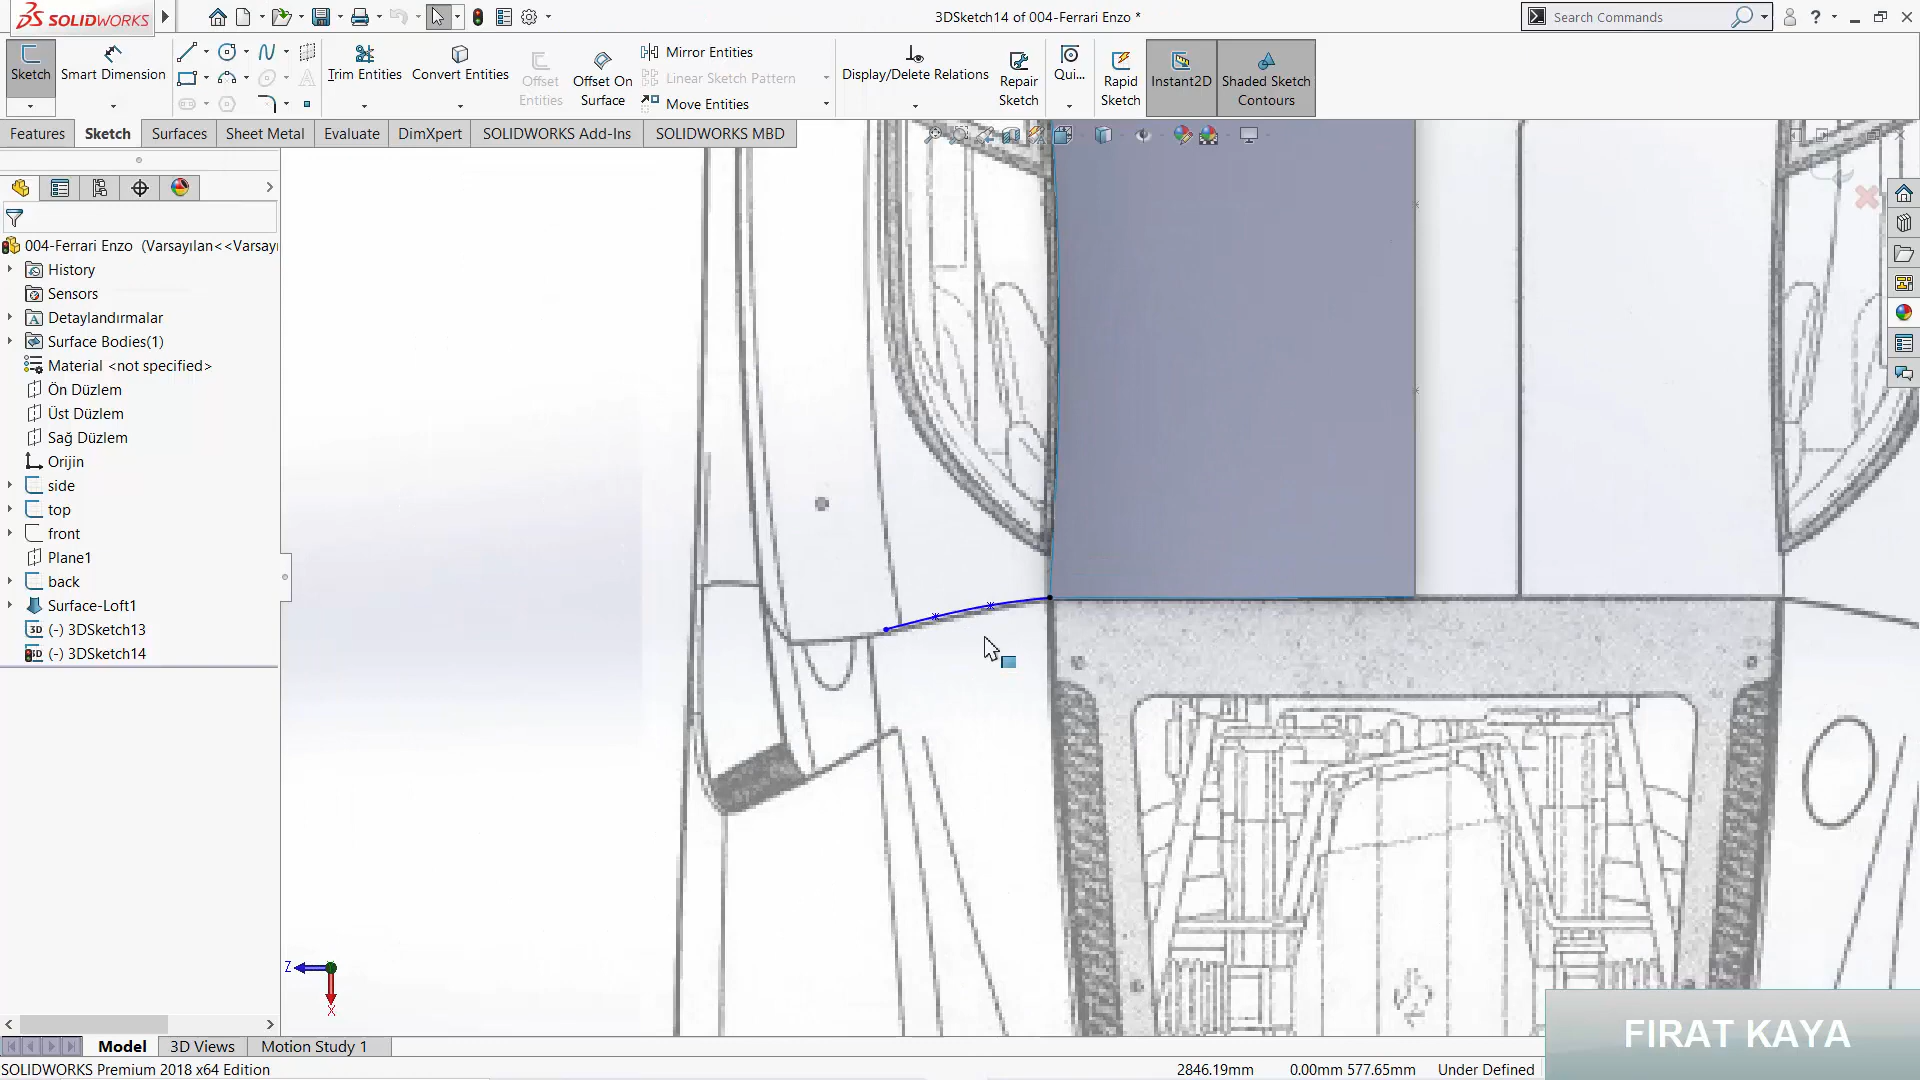 SOLIDWORKS
3DSketch14 of 004-Ferrari Enzo *
Search Commands
Sketch
Smart Dimension
Trim Entities
Convert Entities
Offset Entities
Offset On Surface
Mirror Entities
Linear Sketch Pattern
Move Entities
Display/Delete Relations
Repair Sketch
Qui...
Rapid Sketch
Instant2D
Shaded Sketch Contours
Features
Sketch
Surfaces
Sheet Metal
Evaluate
DimXpert
SOLIDWORKS Add-Ins
SOLIDWORKS MBD
004-Ferrari Enzo (Varsayılan<<Varsayı
History
Sensors
Detaylandırmalar
Surface Bodies(1)
Material <not specified>
Ön Düzlem
Üst Düzlem
Sağ Düzlem
Orijin
side
top
front
Plane1
back
Surface-Loft1
3D (-) 3DSketch13
3D (-) 3DSketch14
Z
X
Model
3D Views
Motion Study 1
FIRAT KAYA
SOLIDWORKS Premium 2018 x64 Edition
2846.19mm
0.00mm 577.65mm
Under Defined